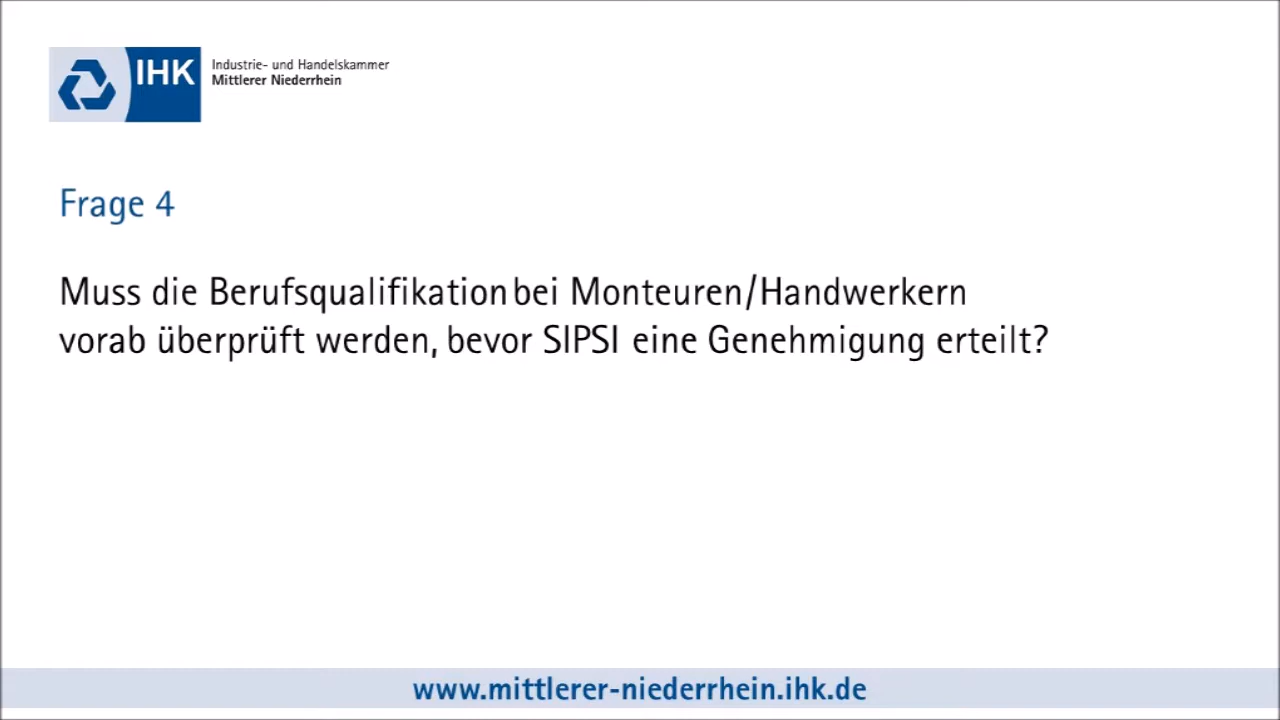 IHK
Industrie- und Handelskammer
Mittlerer Niederrhein
Frage 4
Muss die Berufsqualifikation bei Monteuren/Handwerkern
vorab überprüft werden, bevor SIPSI eine Genehmigung erteilt?
www.mittlerer-niederrhein.ihk.de